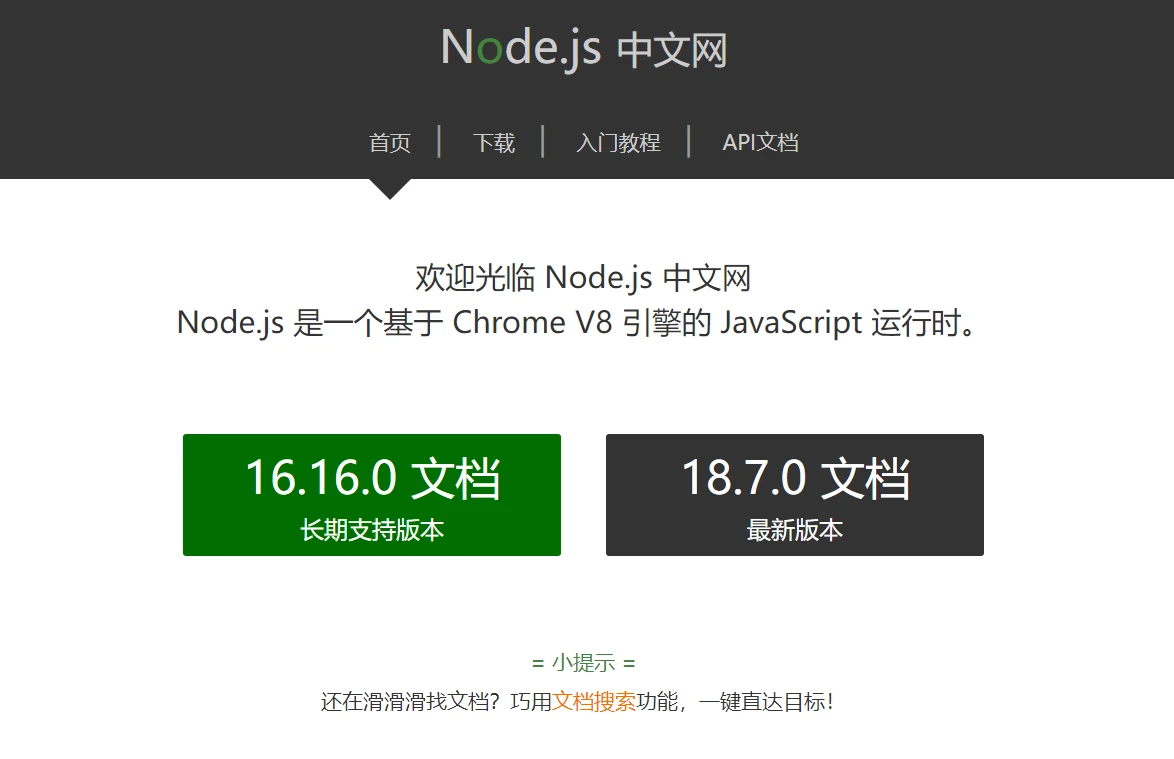 Node.js 中文网
首页 | 下载 | 入门教程 | API文档
欢迎光临 Node.js 中文网
Node.js 是一个基于 Chrome V8 引擎的 JavaScript 运行时。
16.16.0 文档
长期支持版本
18.7.0 文档
最新版本
= 小提示 =
还在滑滑滑找文档？巧用文档搜索功能，一键直达目标！